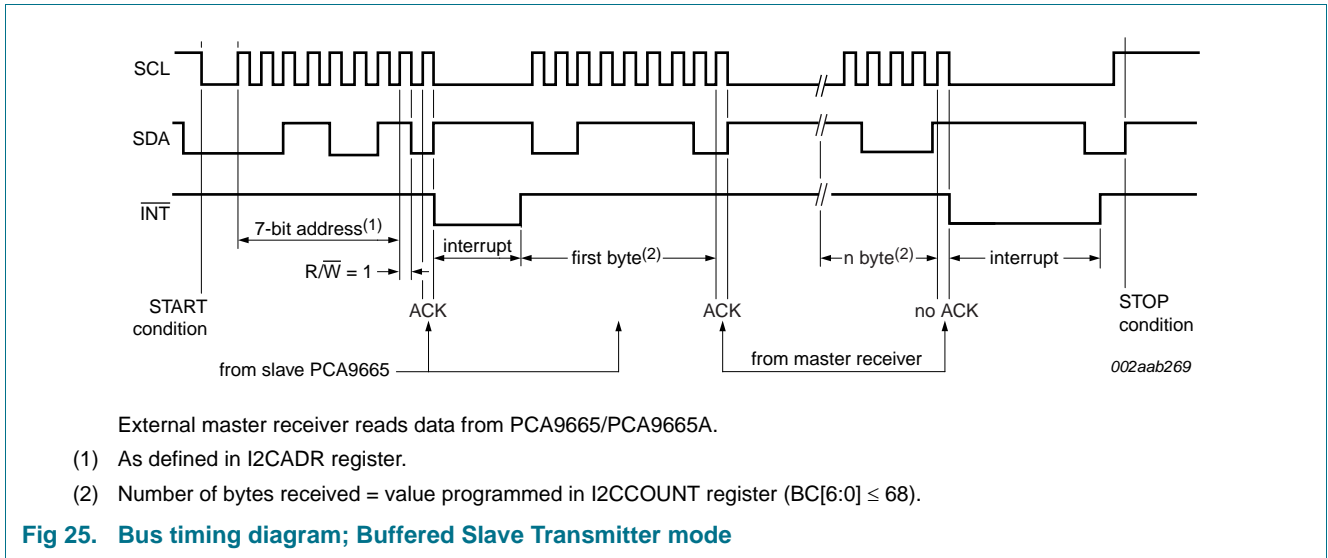 SCL
SDA
INT
7-bit address(1)
interrupt
first byte(2)
n byte(2)
interrupt
R/W = 1
START
condition
ACK
ACK
no ACK
STOP
condition
from slave PCA9665
from master receiver
002aab269
External master receiver reads data from PCA9665/PCA9665A.
(1) As defined in I2CADR register.
(2) Number of bytes received = value programmed in I2CCOUNT register (BC[6:0] ≤ 68).
Fig 25. Bus timing diagram; Buffered Slave Transmitter mode